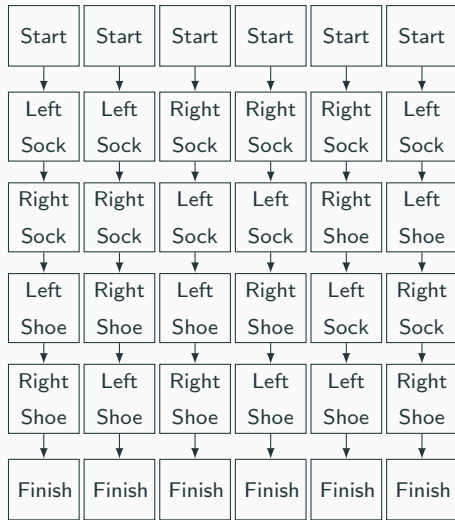 Start Start Start Start Start Start
Left Left Right Right Right Left
Sock Sock Sock Sock Sock Sock
Right Right Left Left Right Left
Sock Sock Sock Sock Shoe Shoe
Left Right Left Right Left Right
Shoe Shoe Shoe Shoe Sock Sock
Right Left Right Left Left Right
Shoe Shoe Shoe Shoe Shoe Shoe
Finish Finish Finish Finish Finish Finish